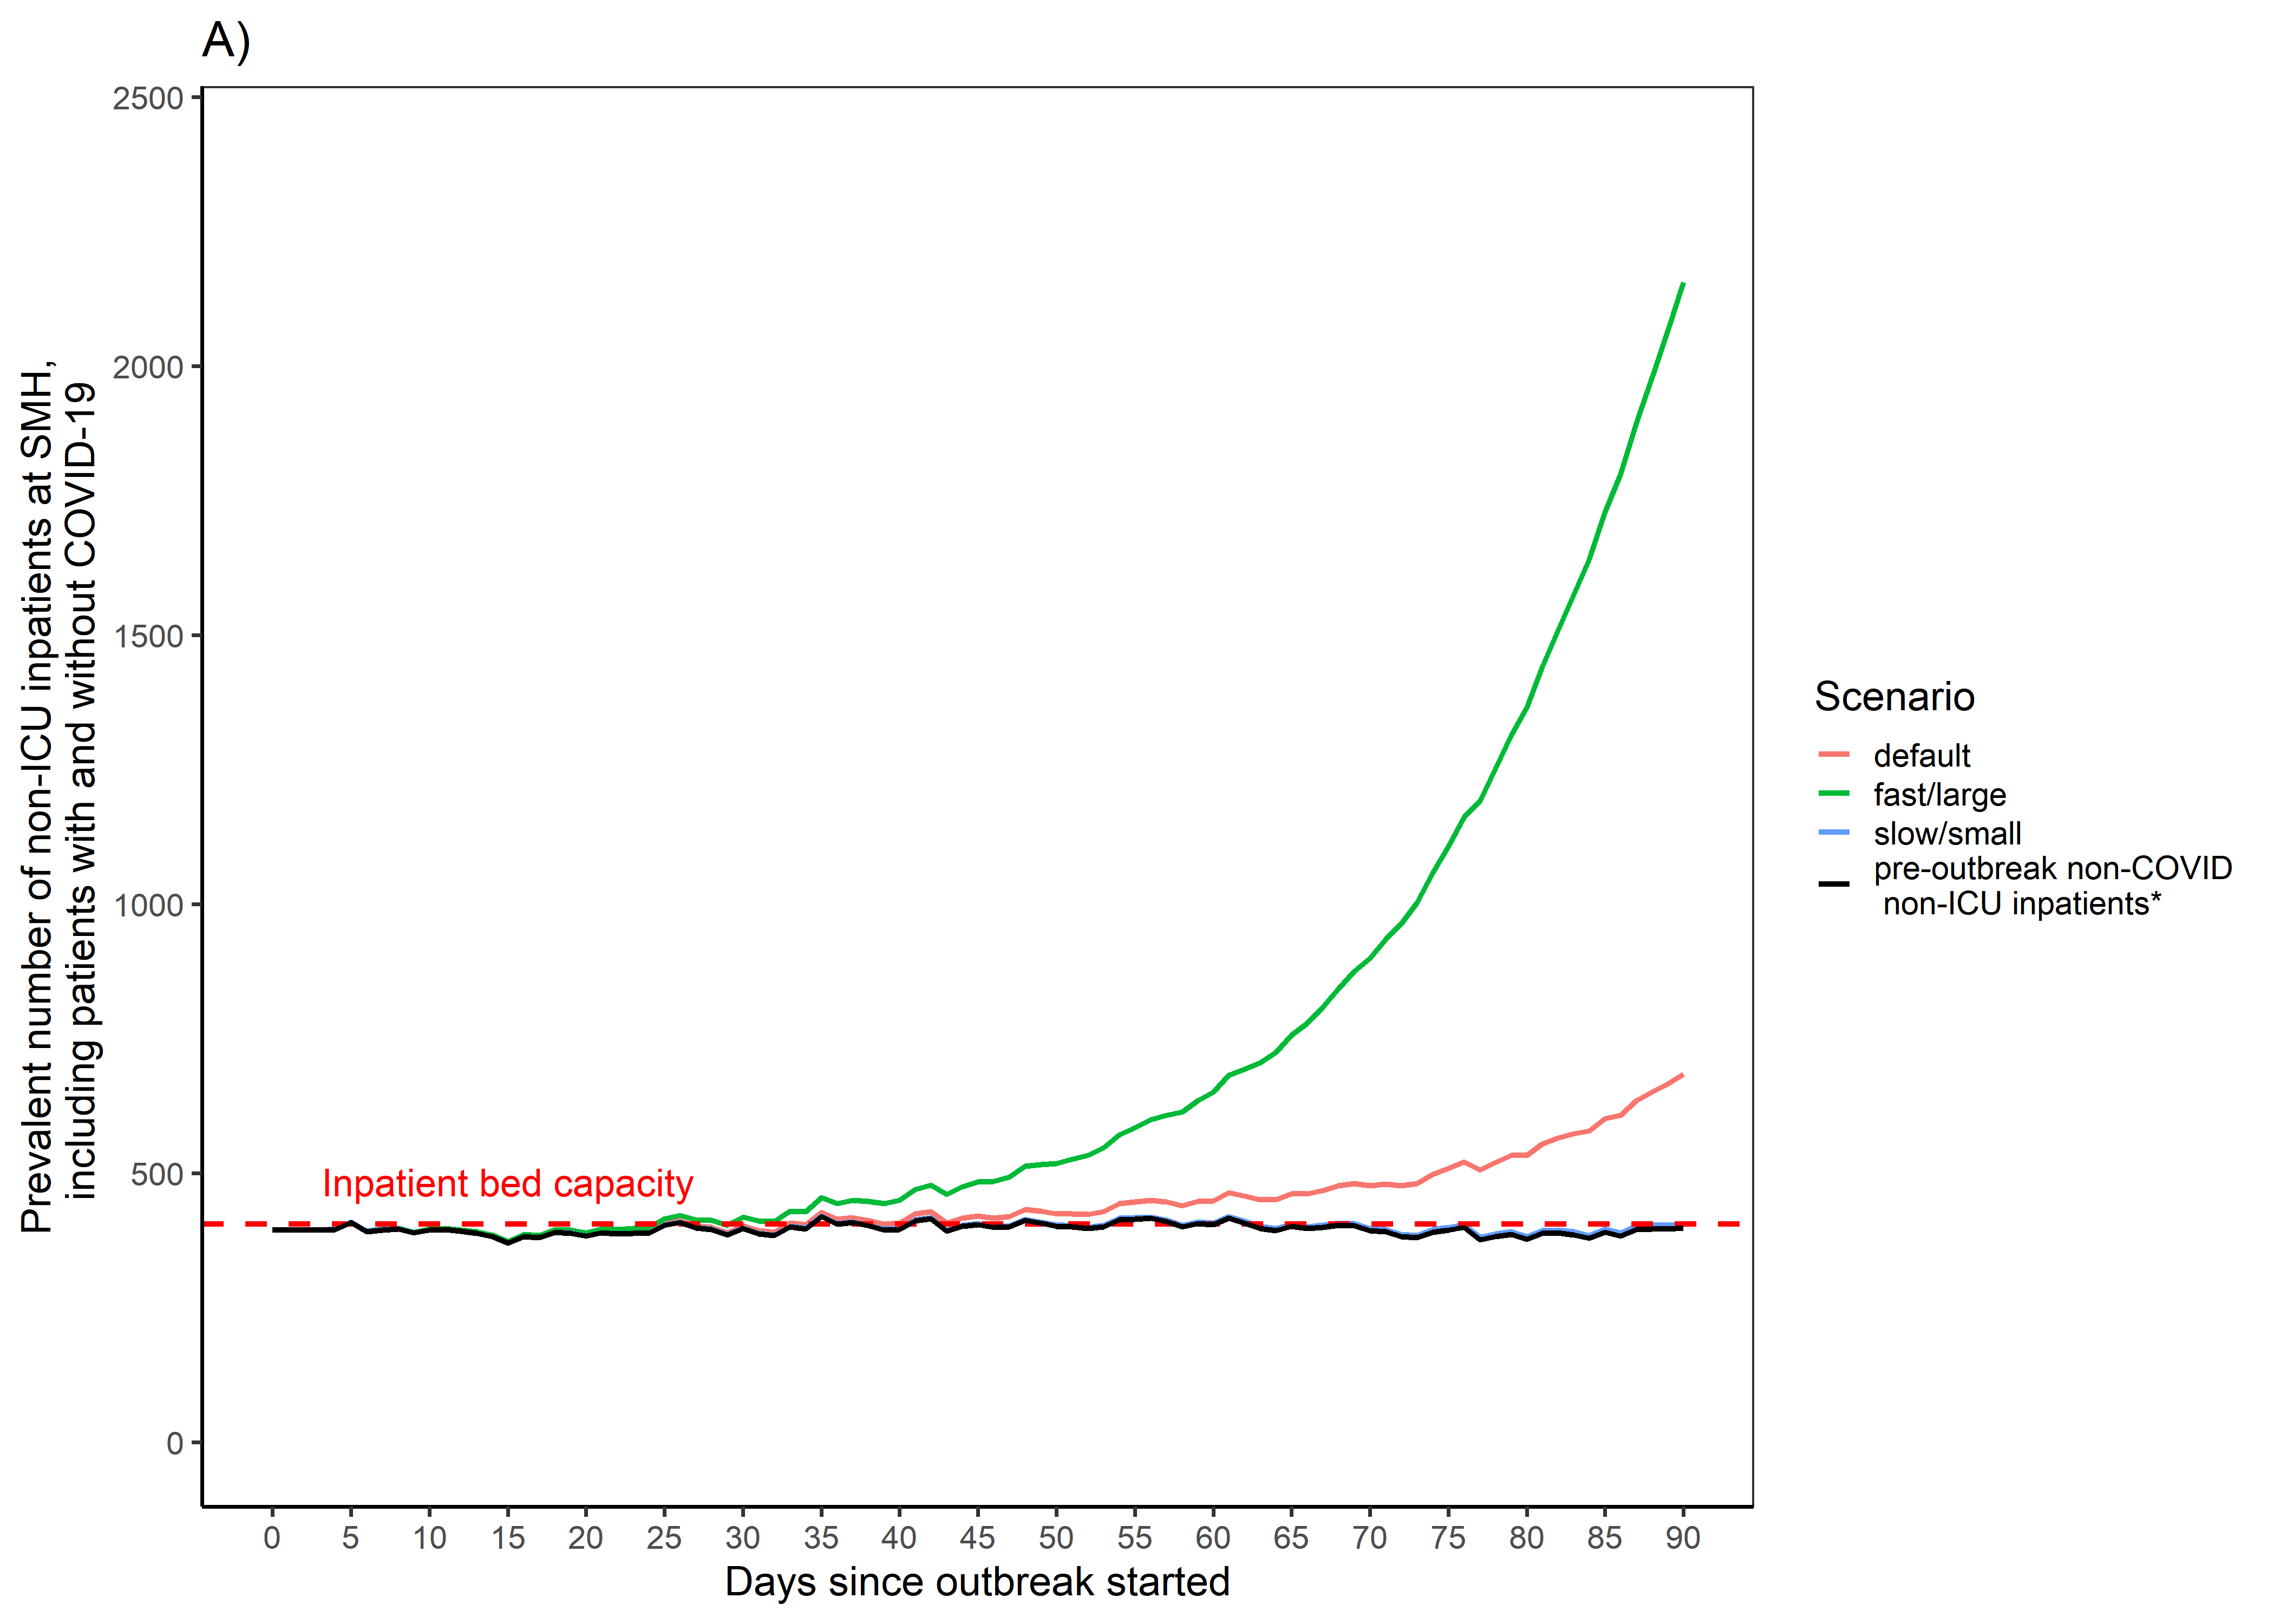 A)
Prevalent number of non-ICU inpatients at SMH,
including patients with and without COVID-19
2500
2000
1500
1000
500
0
Inpatient bed capacity
0 5 10 15 20 25 30 35 40 45 50 55 60 65 70 75 80 85 90
Days since outbreak started
Scenario
default
fast/large
slow/small
pre-outbreak non-COVID
non-ICU inpatients*